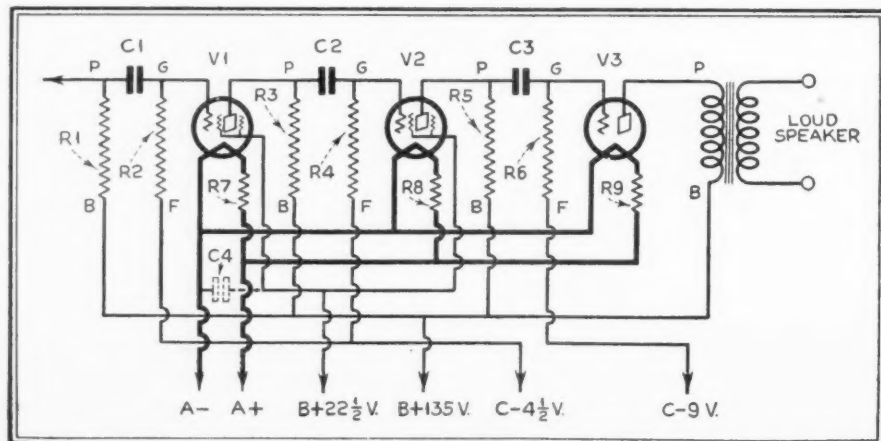 C1 V1 C2 V2 C3 V3
P G P G P G P
R3 R5
R1 R2 R4 R6
LOUD
SPEAKER
R7 R8 R9
B F B F B F B
C4
A- A+ B+22½V. B+135V. C-4½V. C-9V.